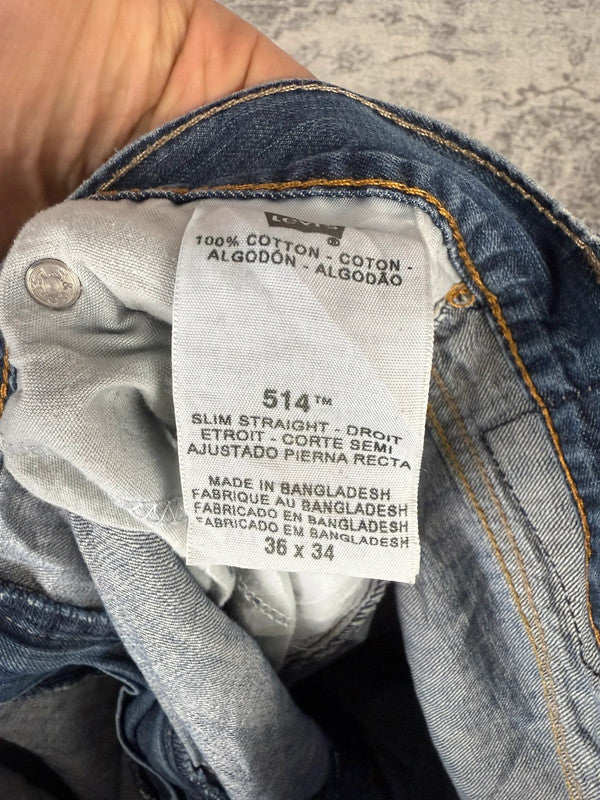 Levi's
®
100% COTTON - COTON -
ALGODÓN - ALGODÃO
514™
SLIM STRAIGHT - DROIT
ETROIT - CORTE SEMI
AJUSTADO PIERNA RECTA
MADE IN BANGLADESH
FABRIQUE AU BANGLADESH
FABRICADO EN BANGLADESH
FABRICADO EM BANGLADESH
36 x 34